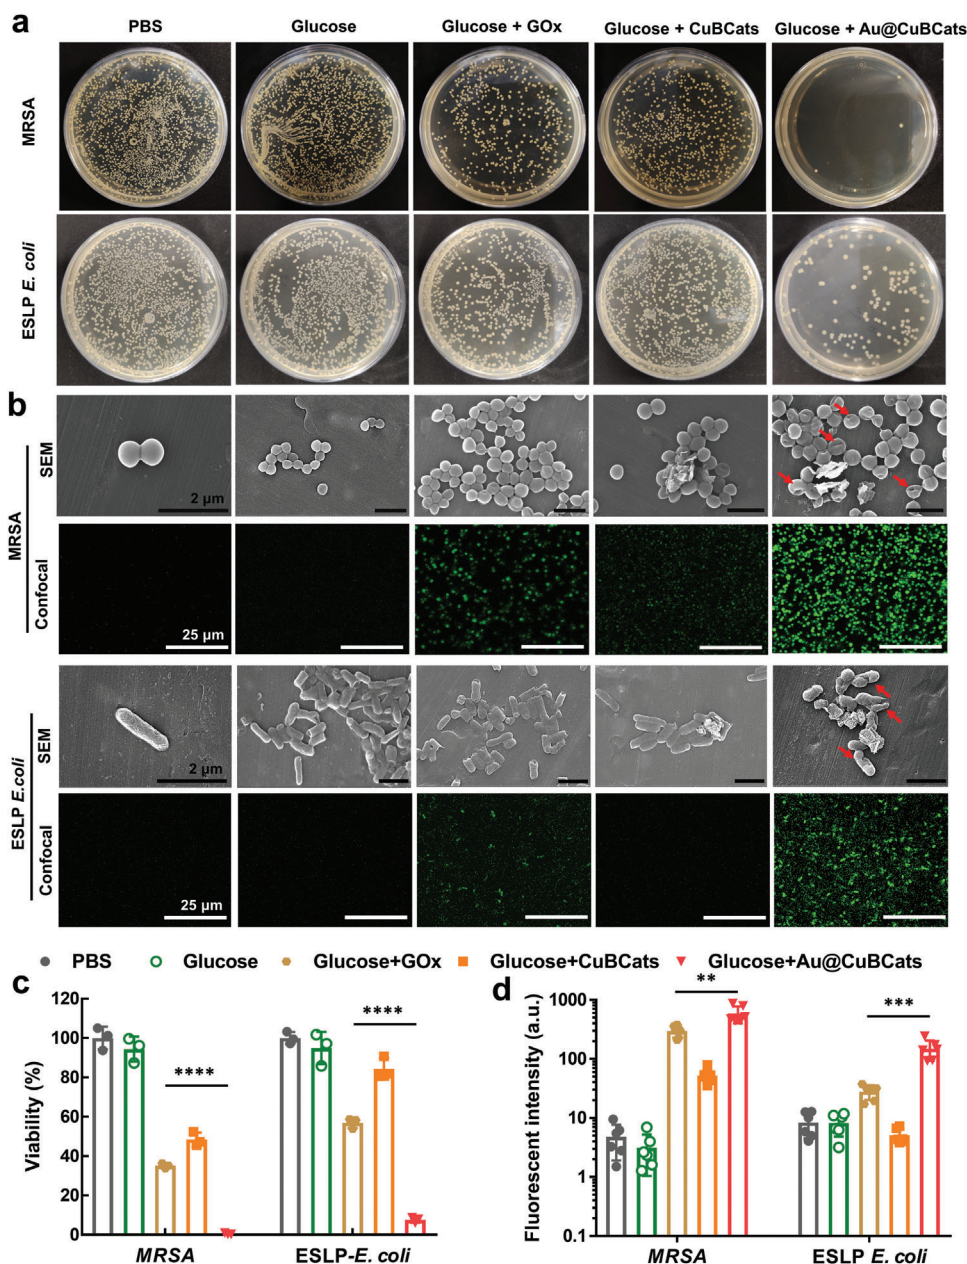 a
PBS
Glucose
Glucose + GOx
Glucose + CuBCats
Glucose + Au@CuBCats
MRSA
ESLP E. coli
b
MRSA
SEM
2 µm
Confocal
25 µm
ESLP E.coli
SEM
2 µm
Confocal
25 µm
PBS
Glucose
Glucose+GOx
Glucose+CuBCats
Glucose+Au@CuBCats
c
Viability (%)
120
100
80
60
40
20
0
****
****
MRSA
ESLP-E. coli
d
Fluorescent intensity (a.u.)
1000
100
10
1
0.1
**
***
MRSA
ESLP E. coli